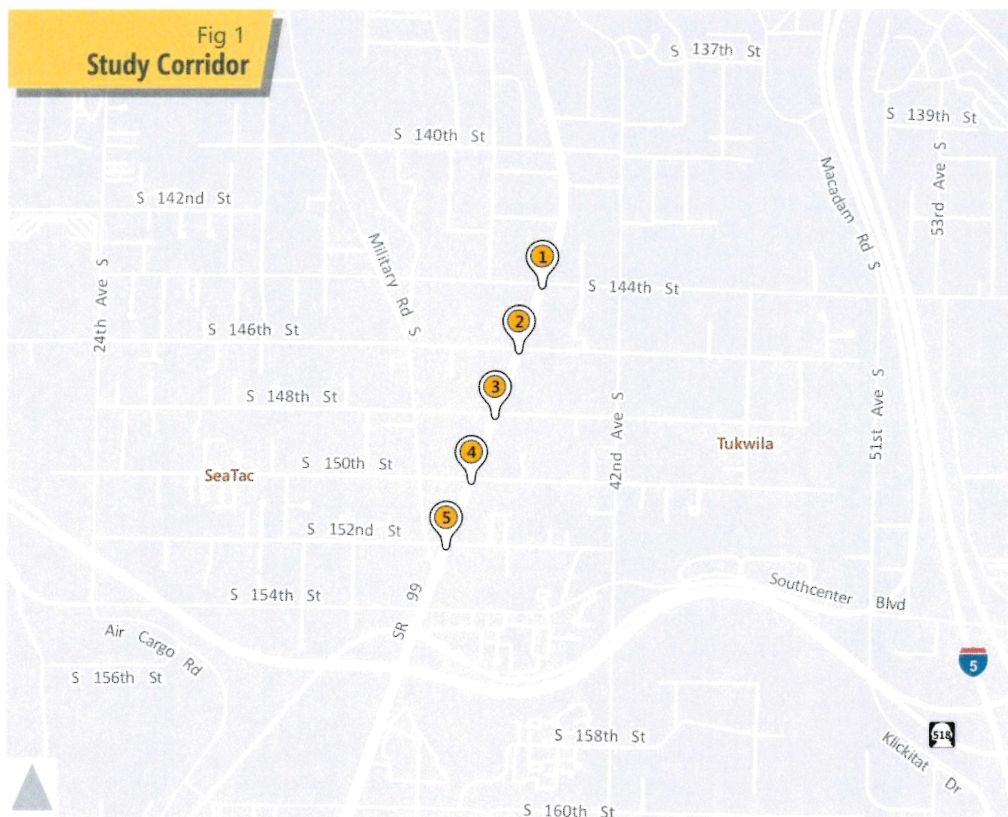 Fig 1
Study Corridor
S 137th St
S 139th St
S 140th St
53rd Ave S
Macadam Rd S
S 142nd St
Military Rd S
1
24th Ave S
S 144th St
2
S 146th St
3
S 148th St
42nd Ave S
51st Ave S
4
Tukwila
S 150th St
SeaTac
5
S 152nd St
Southcenter Blvd
S 154th St
SR 99
Air Cargo Rd
5
S 156th St
518
S 158th St
Klickitat Dr
S 160th St